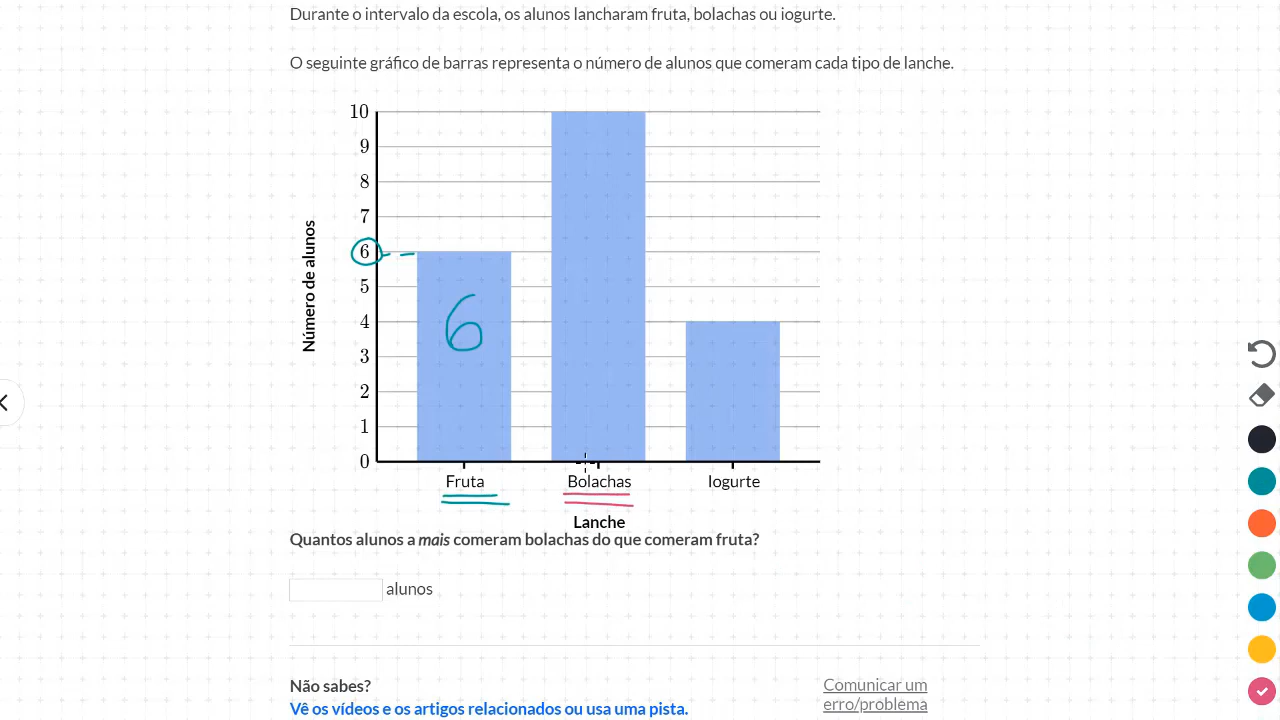 Durante o intervalo da escola, os alunos lancharam fruta, bolachas ou iogurte.
O seguinte gráfico de barras representa o número de alunos que comeram cada tipo de lanche.
10
9
8
7
6
5
4
3
2
1
0
Número de alunos
6
Fruta
Bolachas
Iogurte
Lanche
Quantos alunos a mais comeram bolachas do que comeram fruta?
alunos
Não sabes?
Vê os vídeos e os artigos relacionados ou usa uma pista.
Comunicar um
erro/problema